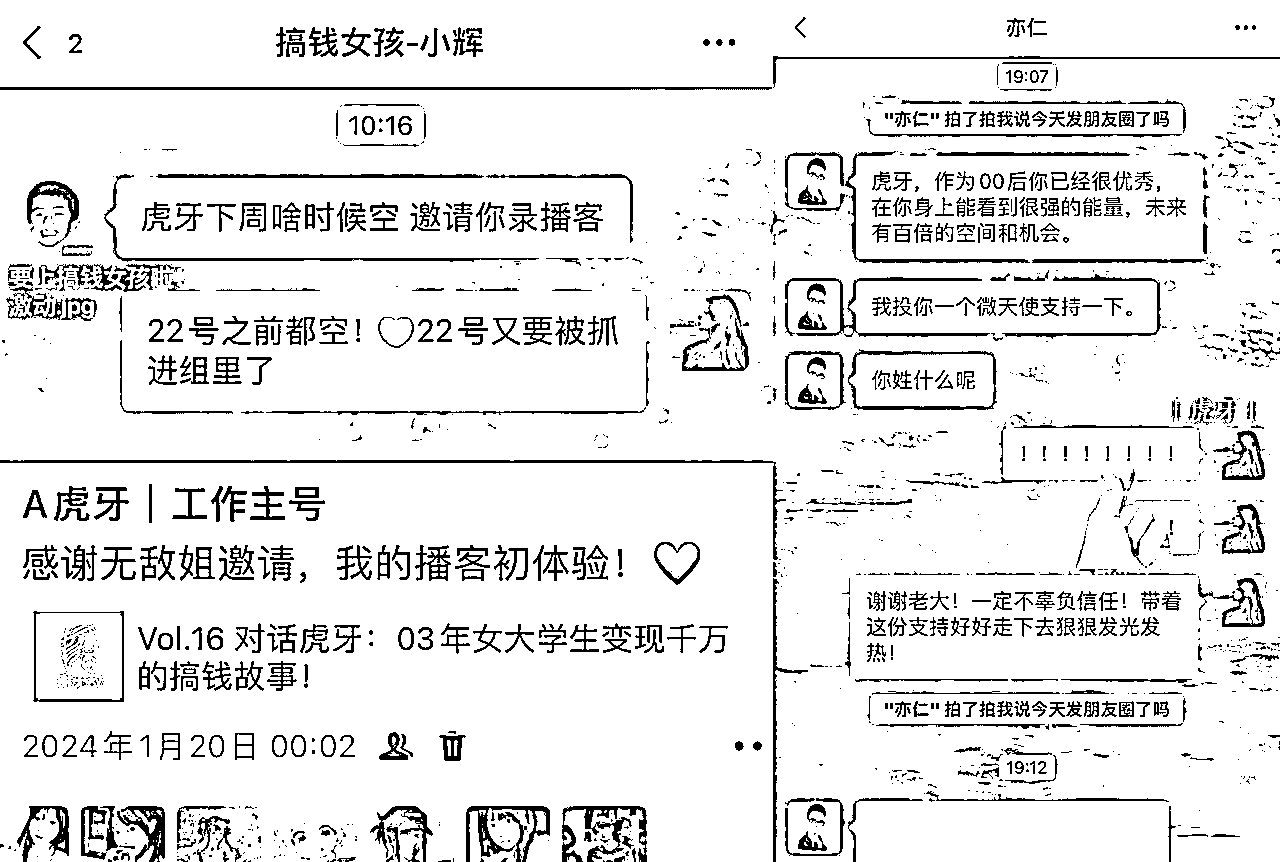 2
搞钱女孩-小辉
10:16
虎牙下周啥时候空 邀请你录播客
要上搞钱女孩啦
激动.jpg
22号之前都空！♡22号又要被抓
进组里了
A虎牙｜工作主号
感谢无敌姐邀请，我的播客初体验！♡
Vol.16 对话虎牙：03年女大学生变现千万
的搞钱故事！
2024年1月20日 00:02
亦仁
19:07
"亦仁" 拍了拍我说今天发朋友圈了吗
虎牙，作为00后你已经很优秀，
在你身上能看到很强的能量，未来
有百倍的空间和机会。
我投你一个微天使支持一下。
你姓什么呢
虎牙
！！！！！！！！
！
谢谢老大！一定不辜负信任！带着
这份支持好好走下去狠狠发光发
热！
"亦仁" 拍了拍我说今天发朋友圈了吗
19:12